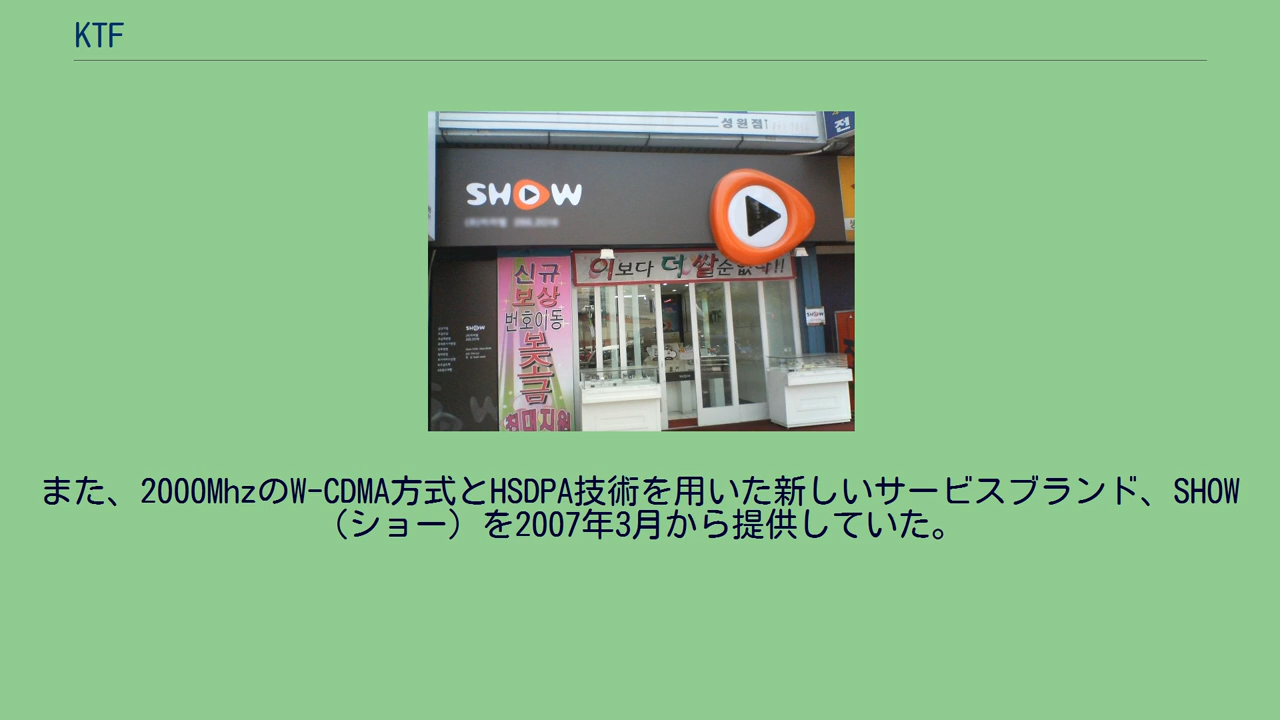 KTF
성원점
전
SHOW
이보다 더 쌀순없다!!
신규
보상
번호이동
SHOW
SHOW
KTF
また、2000MhzのW-CDMA方式とHSDPA技術を用いた新しいサービスブランド、SHOW
（ショー）を2007年3月から提供していた。